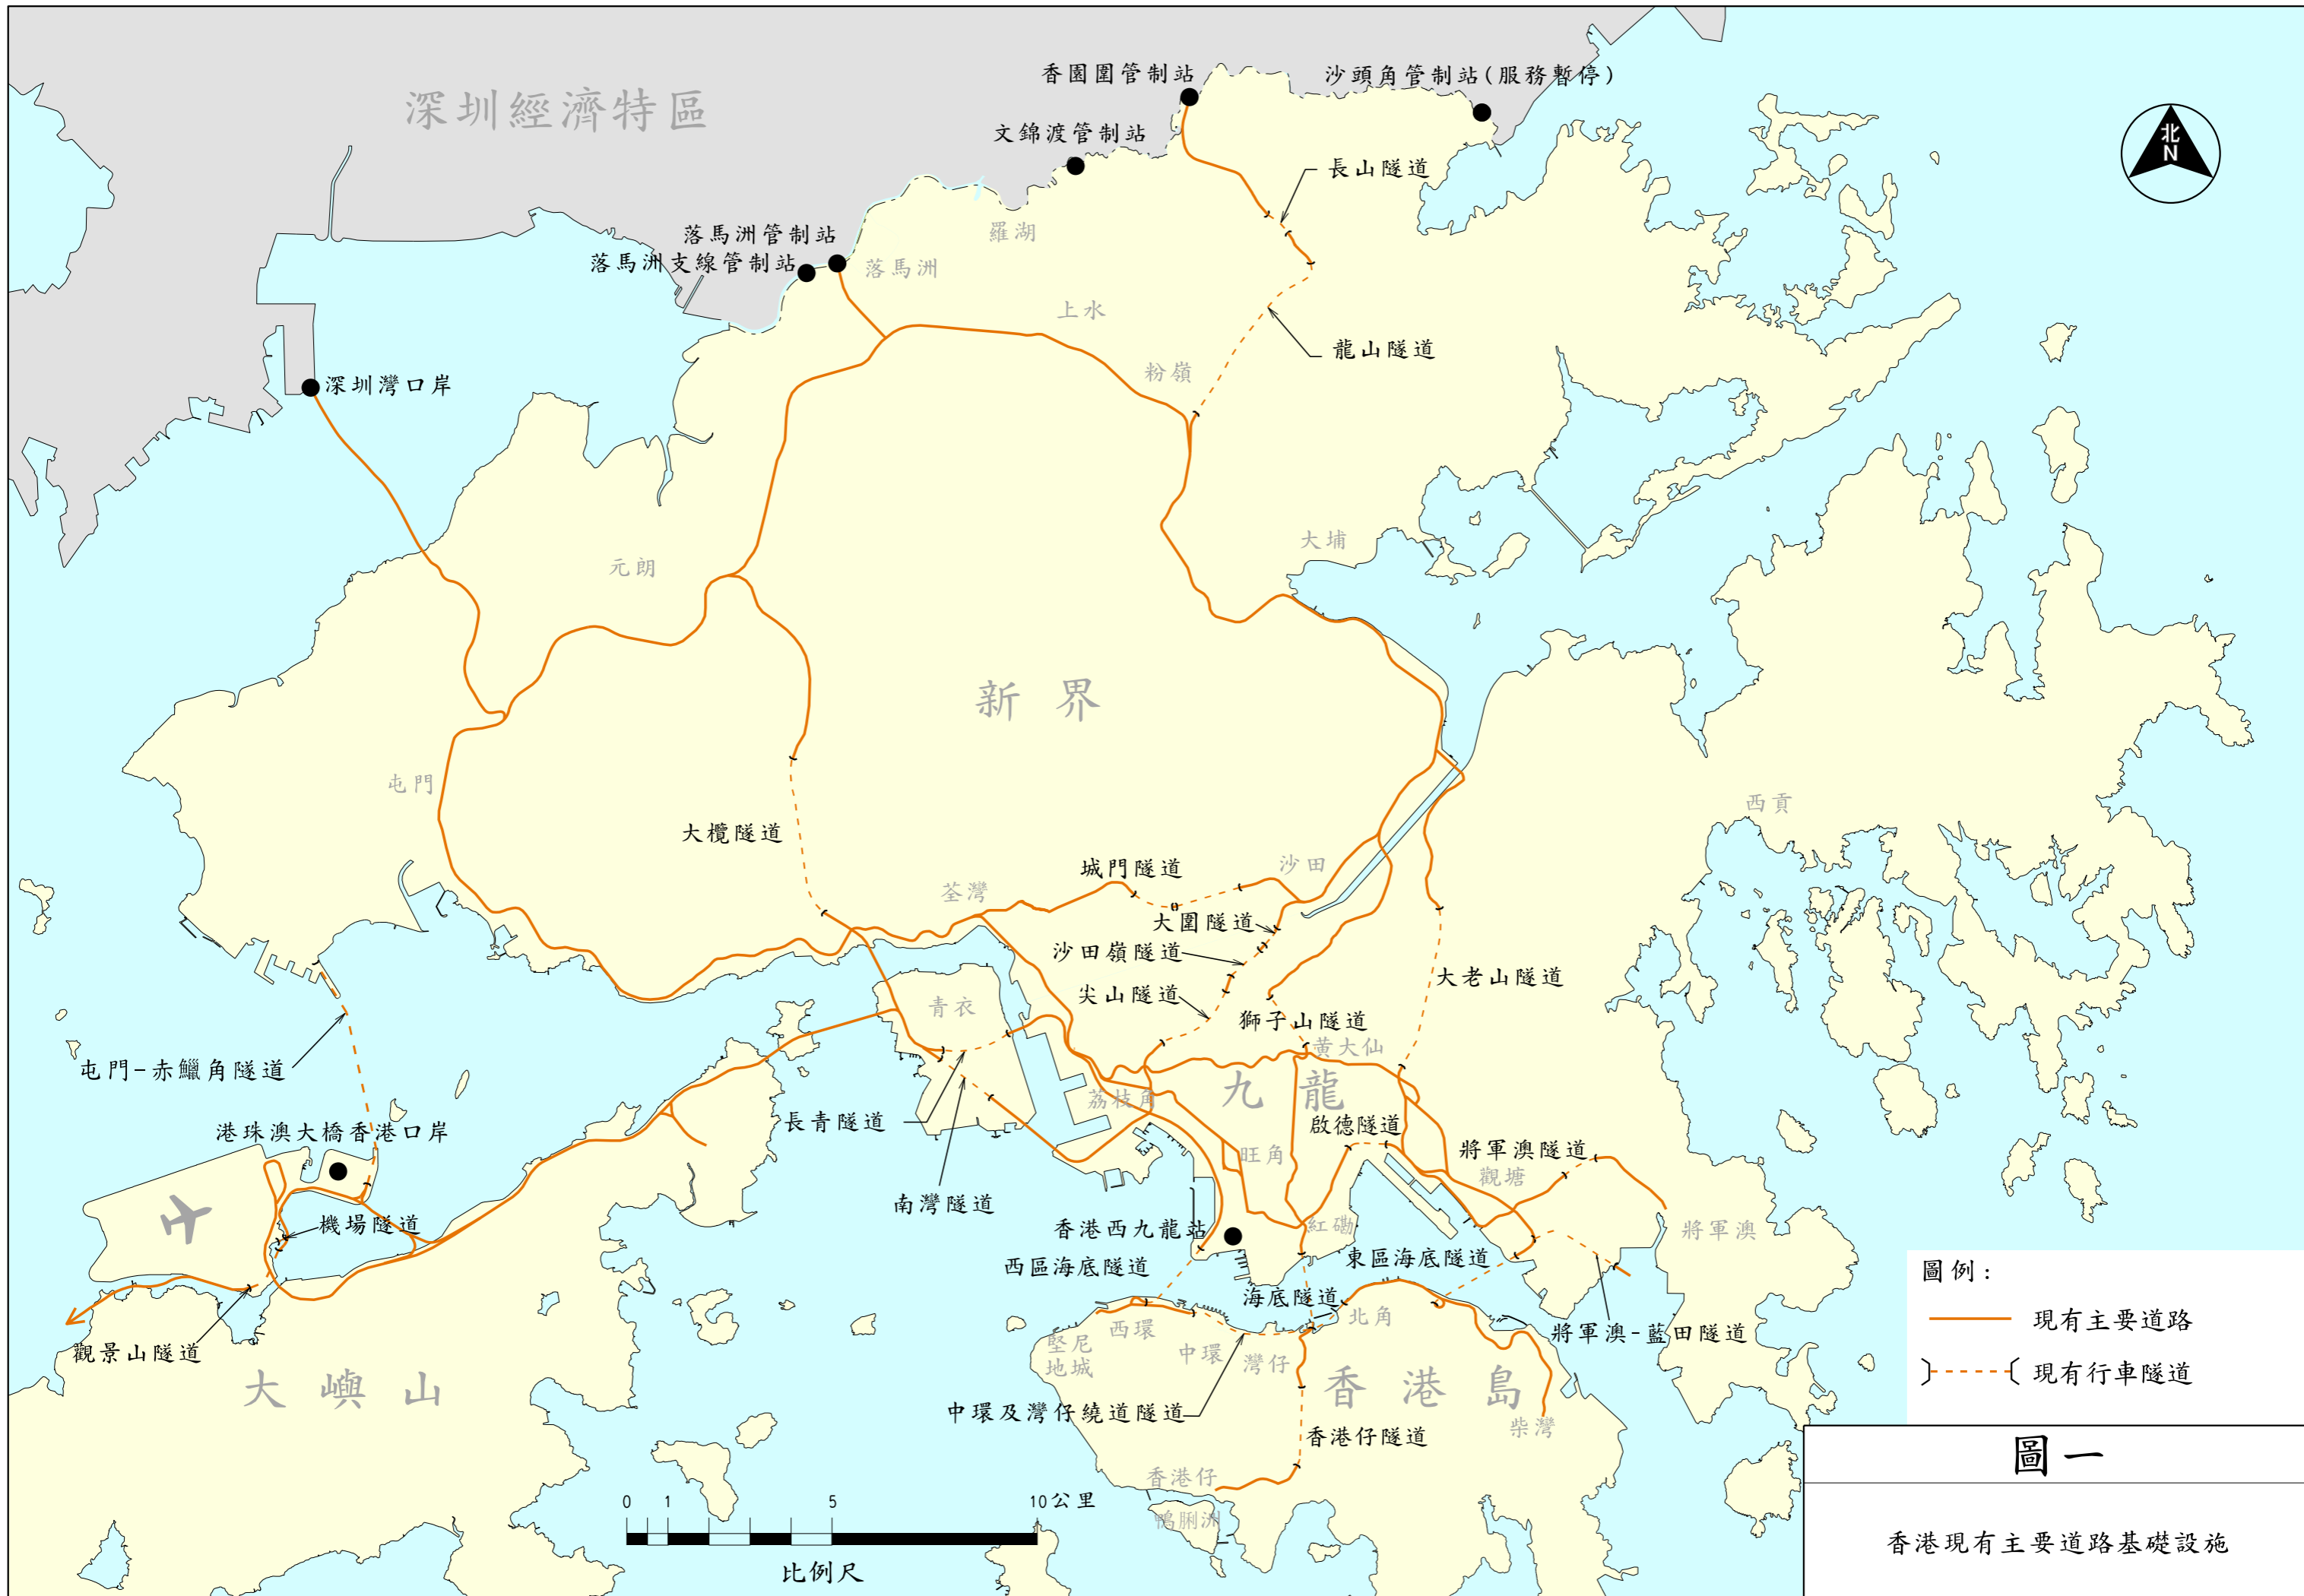 香園圍管制站
沙頭角管制站(服務暫停)
深圳經濟特區
文錦渡管制站
北
N
長山隧道
羅湖
落馬洲管制站
落馬洲支線管制站
落馬洲
上水
龍山隧道
粉嶺
深圳灣口岸
大埔
元朗
新界
屯門
西貢
大欖隧道
城門隧道
沙田
荃灣
大圍隧道
沙田嶺隧道
大老山隧道
尖山隧道
青衣
獅子山隧道
黃大仙
屯門-赤鱲角隧道
九龍
荔枝角
長青隧道
啟德隧道
港珠澳大橋香港口岸
旺角
將軍澳隧道
觀塘
南灣隧道
機場隧道
香港西九龍站
紅磡
將軍澳
西區海底隧道
東區海底隧道
海底隧道
北角
西環
中環
灣仔
堅尼
地城
將軍澳-藍田隧道
觀景山隧道
大嶼山
香港島
中環及灣仔繞道隧道
香港仔隧道
柴灣
香港仔
鴨脷洲
0 1 5 10公里
比例尺
圖例:
現有主要道路
現有行車隧道
圖一
香港現有主要道路基礎設施